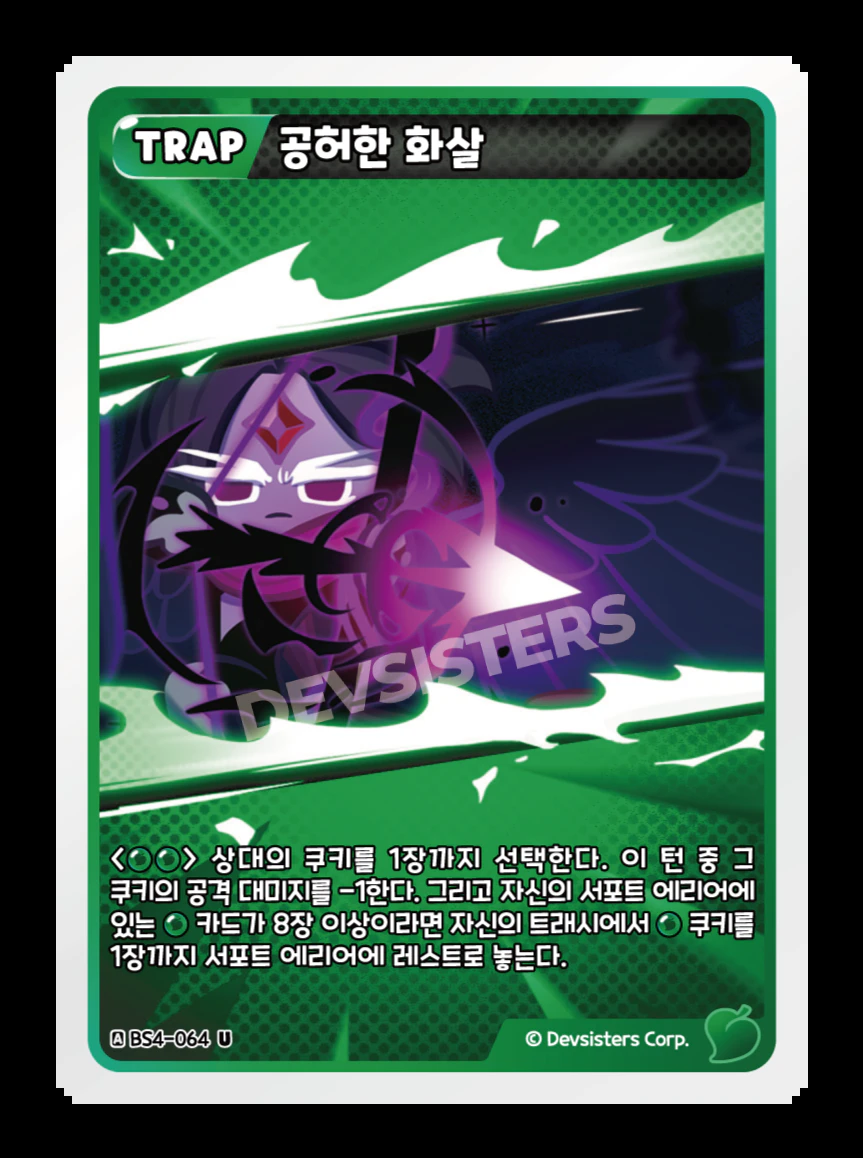 TRAP 공허한 화살
DEVSISTERS
<●●> 상대의 쿠키를 1장까지 선택한다. 이 턴 중 그
쿠키의 공격 대미지를 -1한다. 그리고 자신의 서포트 에리어에
있는 ● 카드가 8장 이상이라면 자신의 트래시에서 ● 쿠키를
1장까지 서포트 에리어에 레스트로 놓는다.
A BS4-064 U © Devsisters Corp.